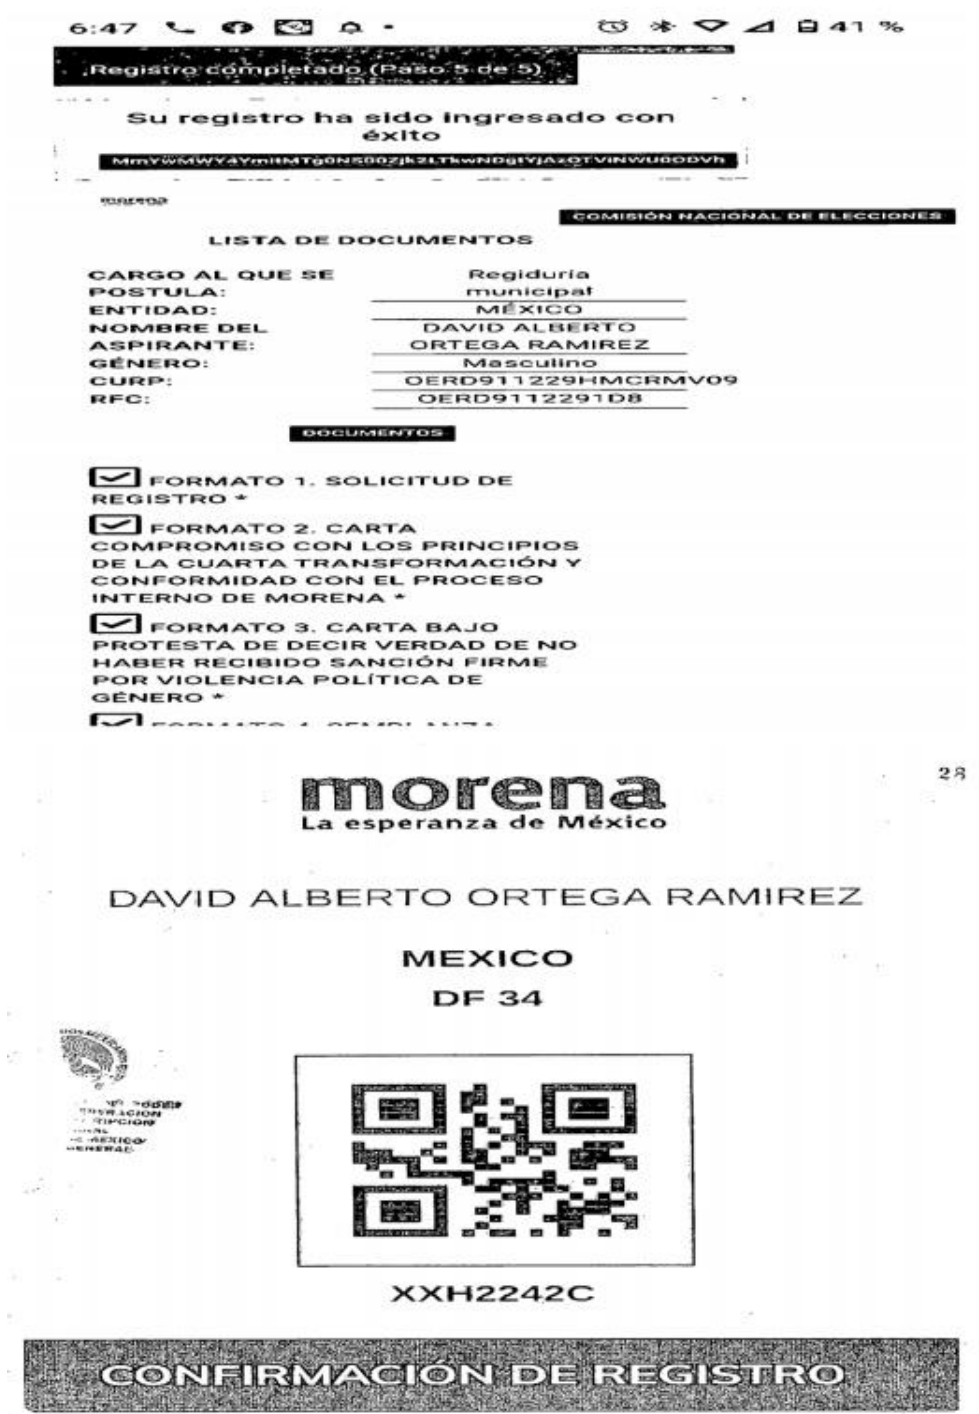 6:47
41 %
Registro completado (Paso 5 de 5)
Su registro ha sido ingresado con
éxito
morena
COMISIÓN NACIONAL DE ELECCIONES
LISTA DE DOCUMENTOS
CARGO AL QUE SE POSTULA: Regiduría municipal
ENTIDAD: MÉXICO
NOMBRE DEL ASPIRANTE: DAVID ALBERTO ORTEGA RAMIREZ
GÉNERO: Masculino
CURP: OERD911229HMCRMV09
RFC: OERD9112291D8
DOCUMENTOS
FORMATO 1. SOLICITUD DE
REGISTRO *
FORMATO 2. CARTA
COMPROMISO CON LOS PRINCIPIOS
DE LA CUARTA TRANSFORMACIÓN Y
CONFORMIDAD CON EL PROCESO
INTERNO DE MORENA *
FORMATO 3. CARTA BAJO
PROTESTA DE DECIR VERDAD DE NO
HABER RECIBIDO SANCIÓN FIRME
POR VIOLENCIA POLÍTICA DE
GÉNERO *
FORMATO 4. SEMBLANZA
morena
28
La esperanza de México
DAVID ALBERTO ORTEGA RAMIREZ
MEXICO
DF 34
XXH2242C
CONFIRMACIÓN DE REGISTRO